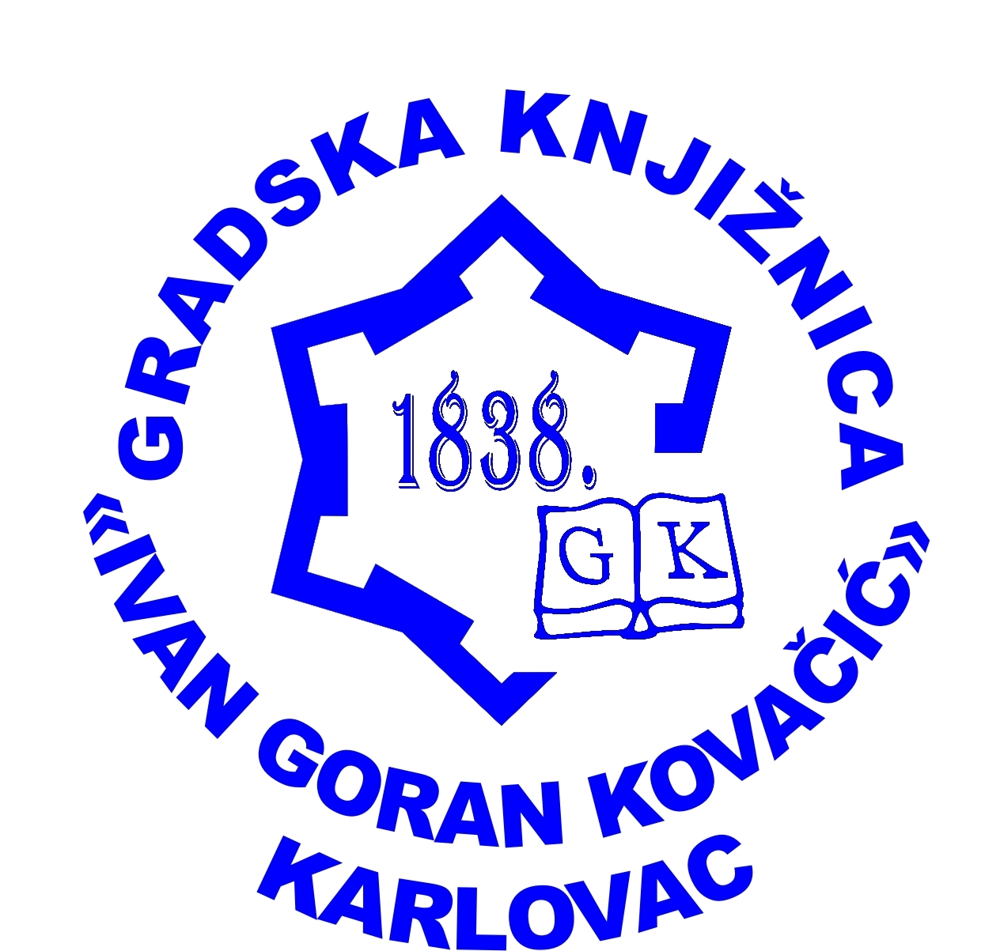 GRADSKA KNJIŽNICA
«IVAN GORAN KOVAČIĆ»
KARLOVAC
1838.
G K